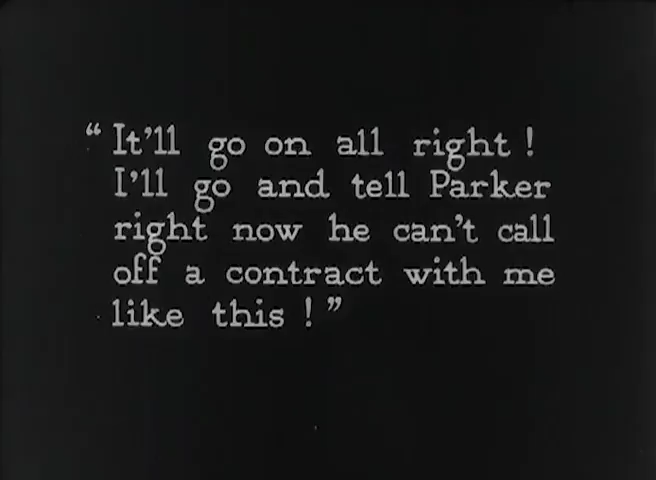 “It’ll go on all right!
I’ll go and tell Parker
right now he can’t call
off a contract with me
like this!”